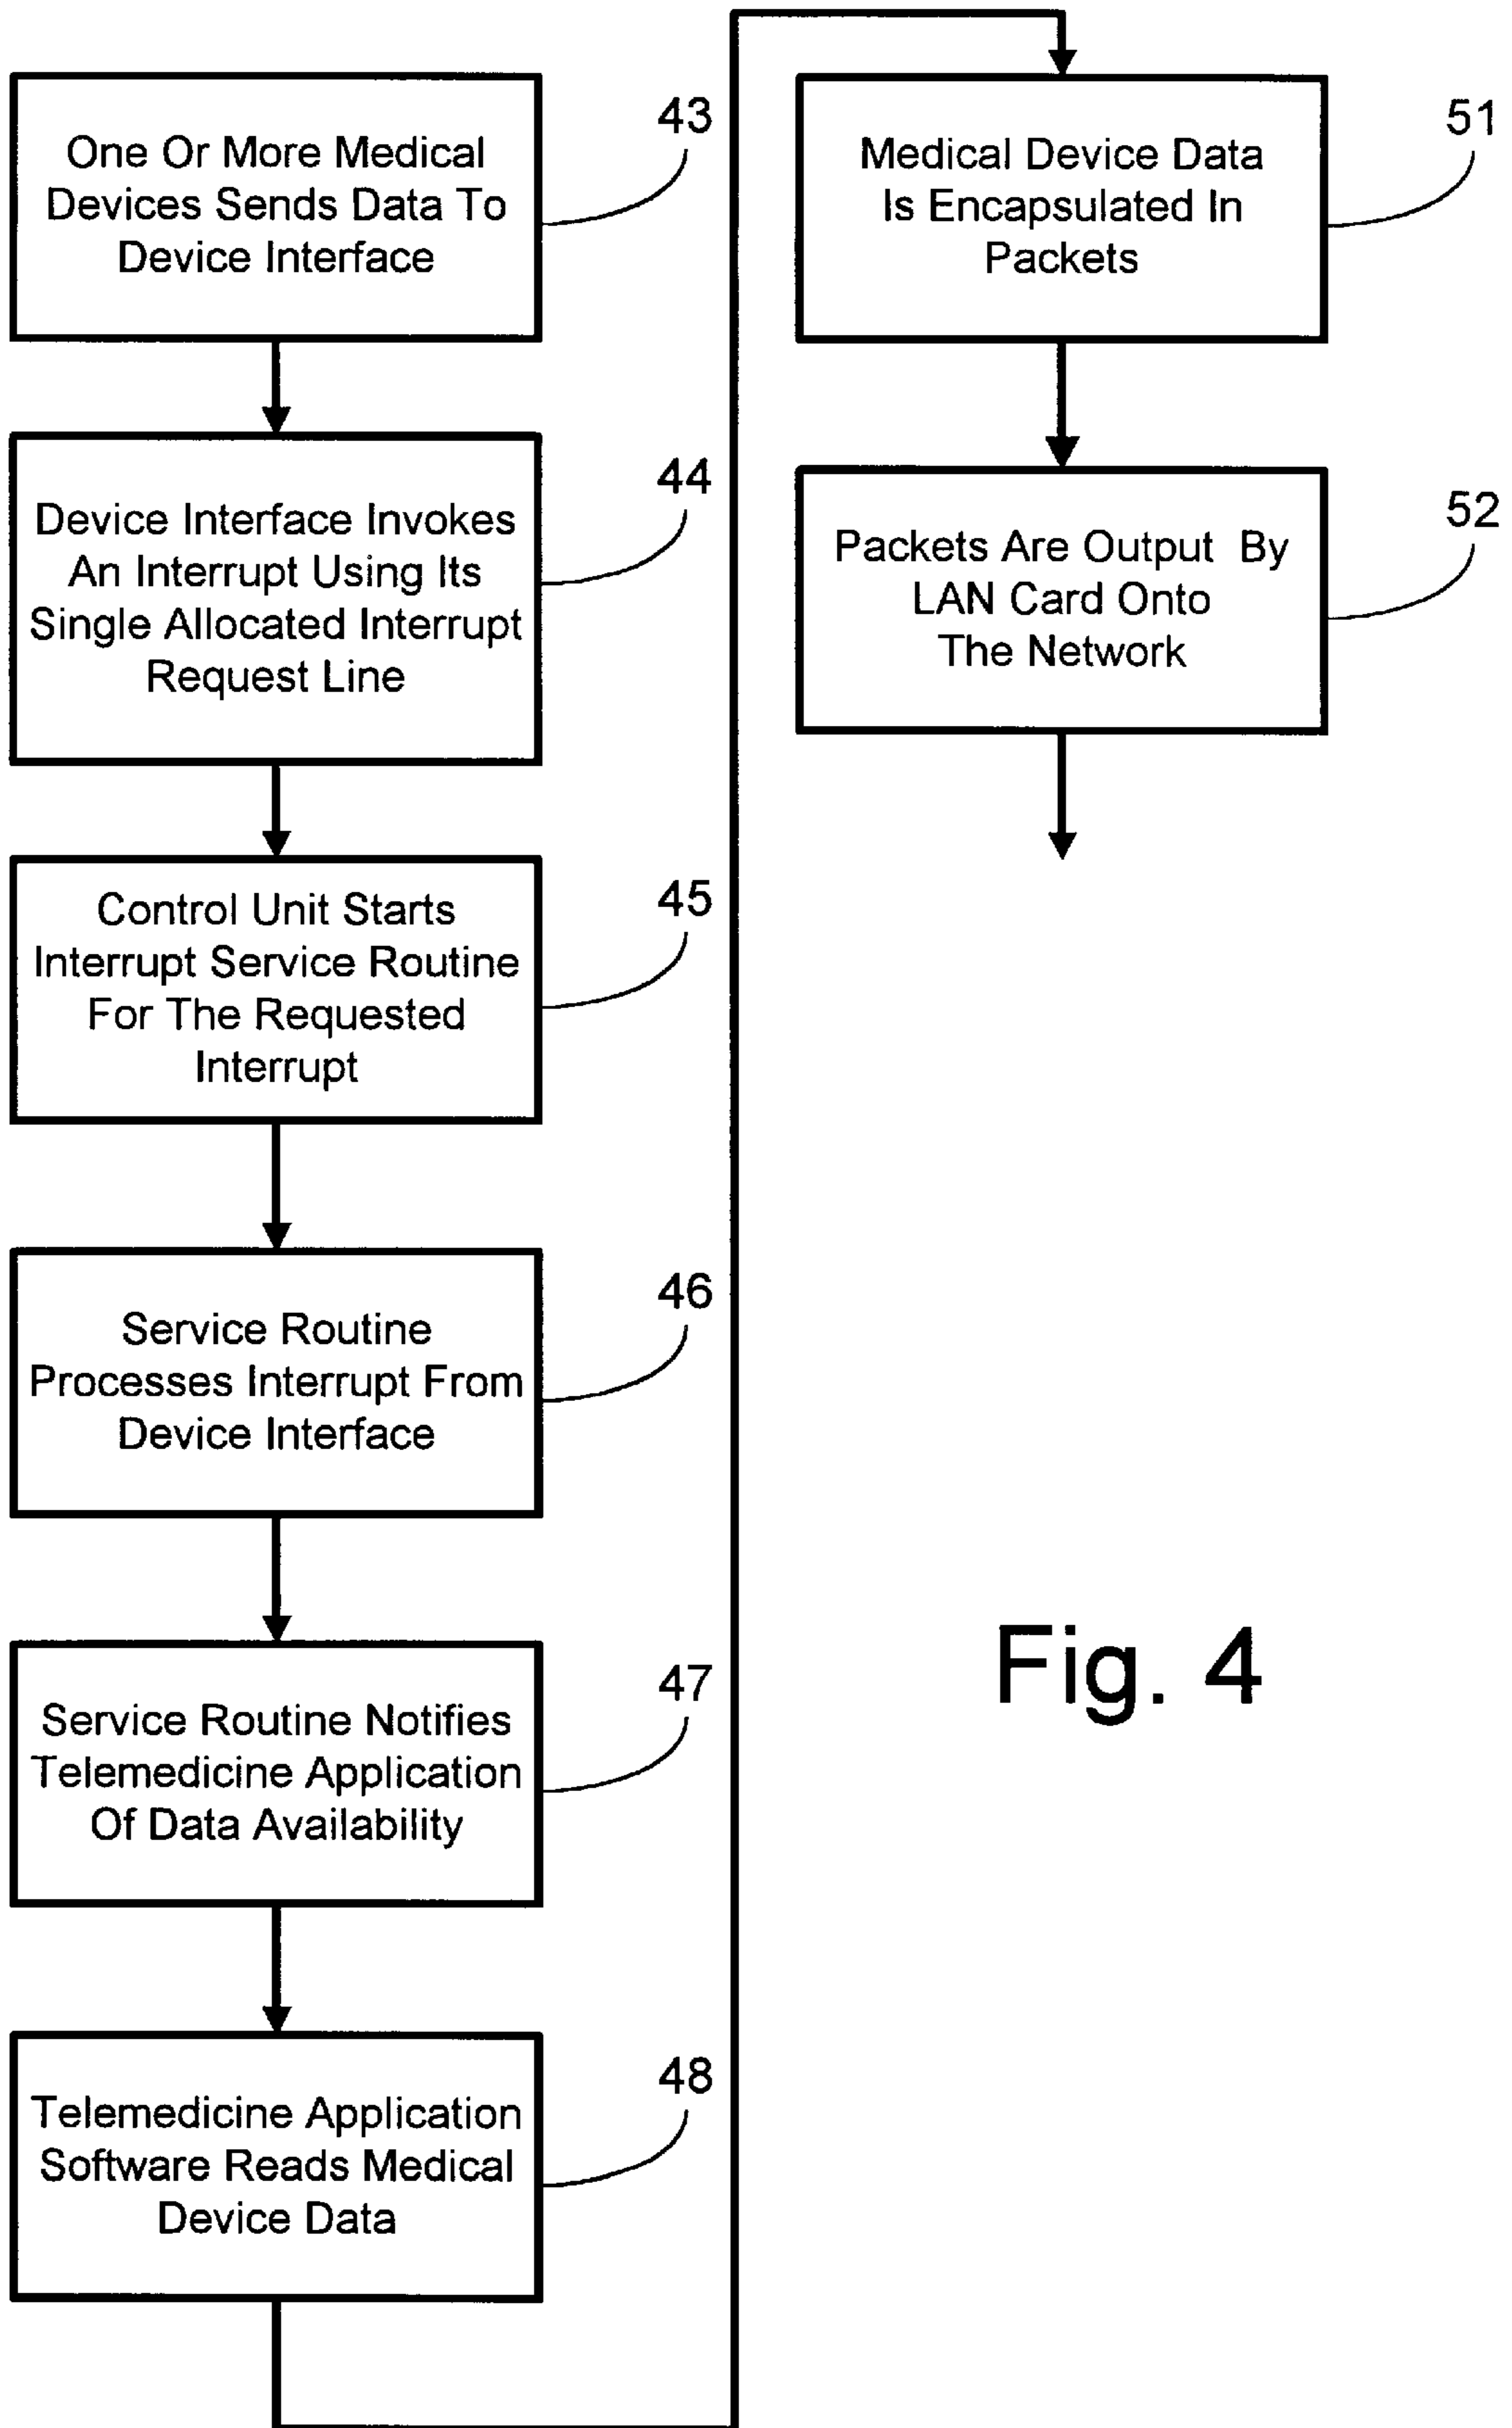 One Or More Medical
Devices Sends Data To
Device Interface
43
Device Interface Invokes
An Interrupt Using Its
Single Allocated Interrupt
Request Line
44
Control Unit Starts
Interrupt Service Routine
For The Requested
Interrupt
45
Service Routine
Processes Interrupt From
Device Interface
46
Service Routine Notifies
Telemedicine Application
Of Data Availability
47
Telemedicine Application
Software Reads Medical
Device Data
48
Medical Device Data
Is Encapsulated In
Packets
51
Packets Are Output By
LAN Card Onto
The Network
52
Fig. 4